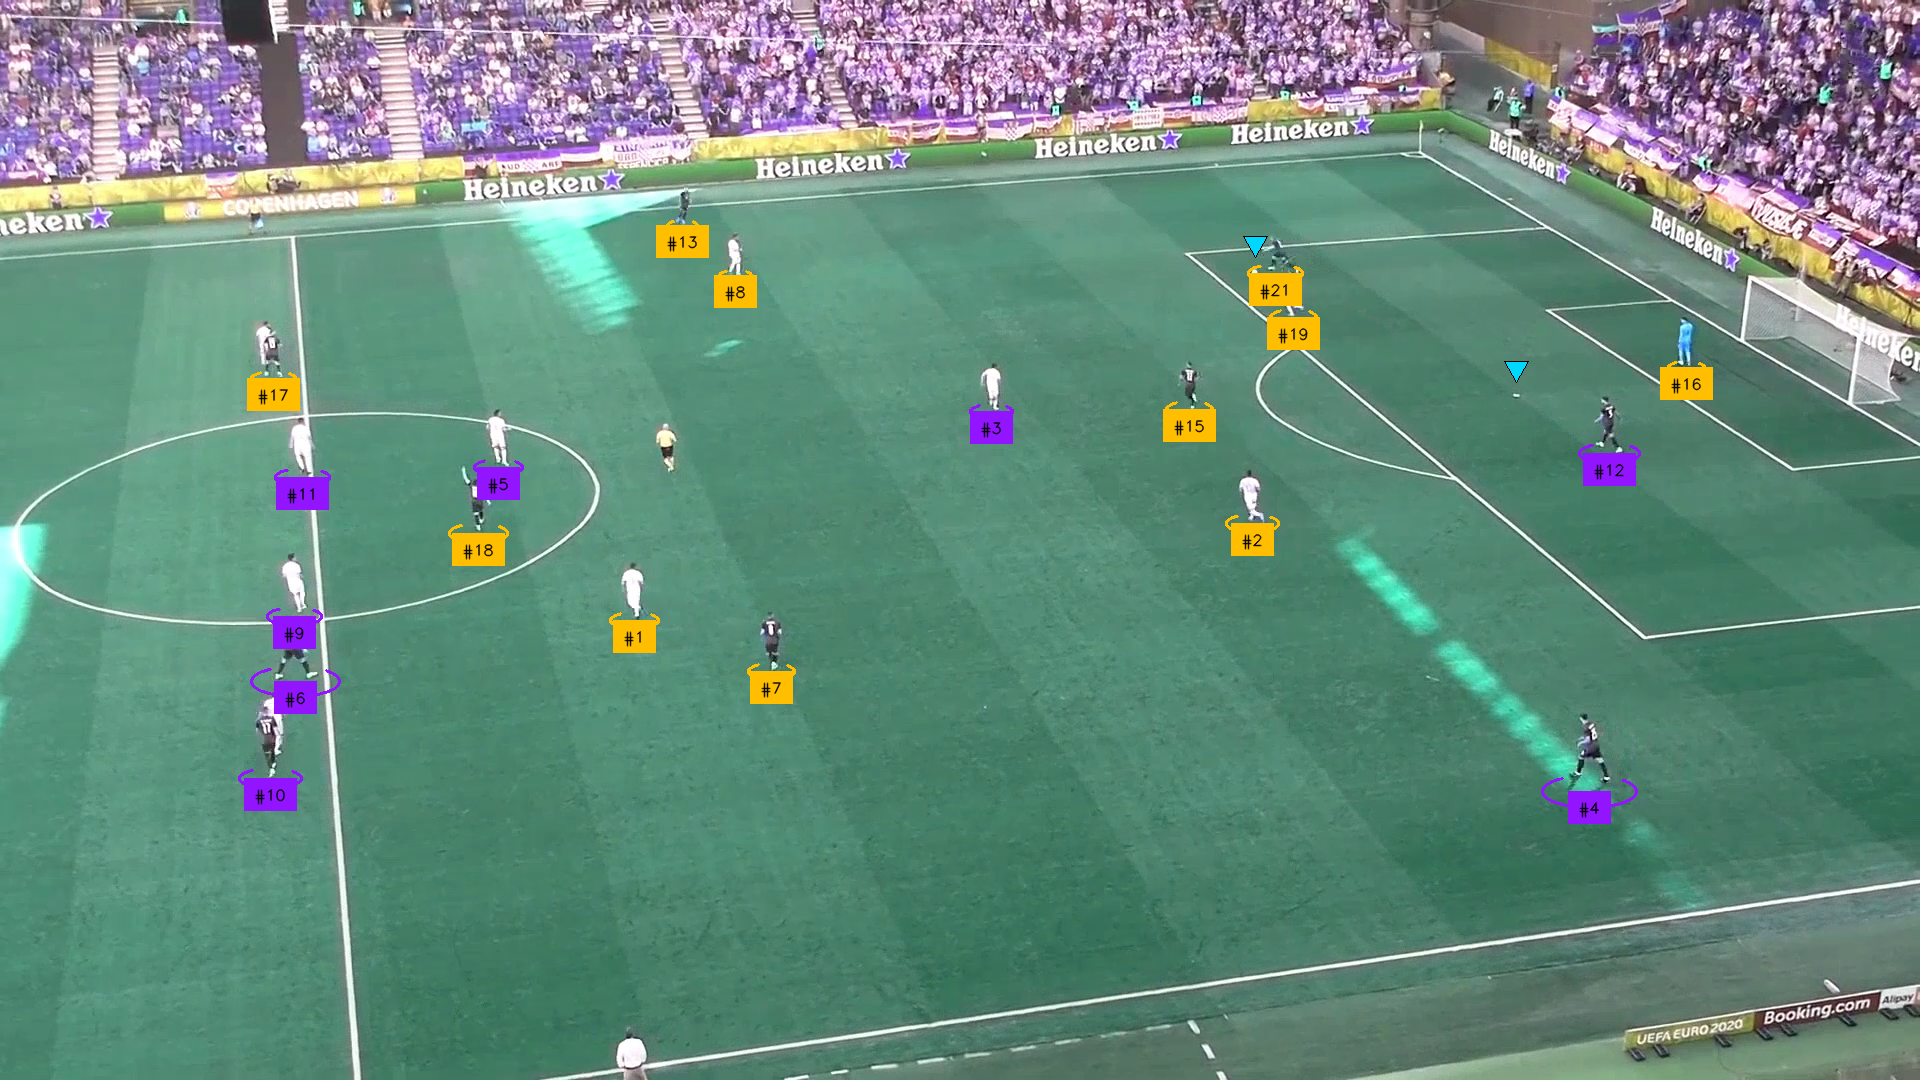 Heineken
Heineken
Heineken
Heineken
Heineken
eken
COPENHAGEN
Heineken
Heineken
#13
#8
#21
#19
#17
#16
#3
#15
#11
#5
#12
#18
#2
#9
#1
#6
#7
#10
#4
UEFA EURO 2020
Booking.com
Alipay